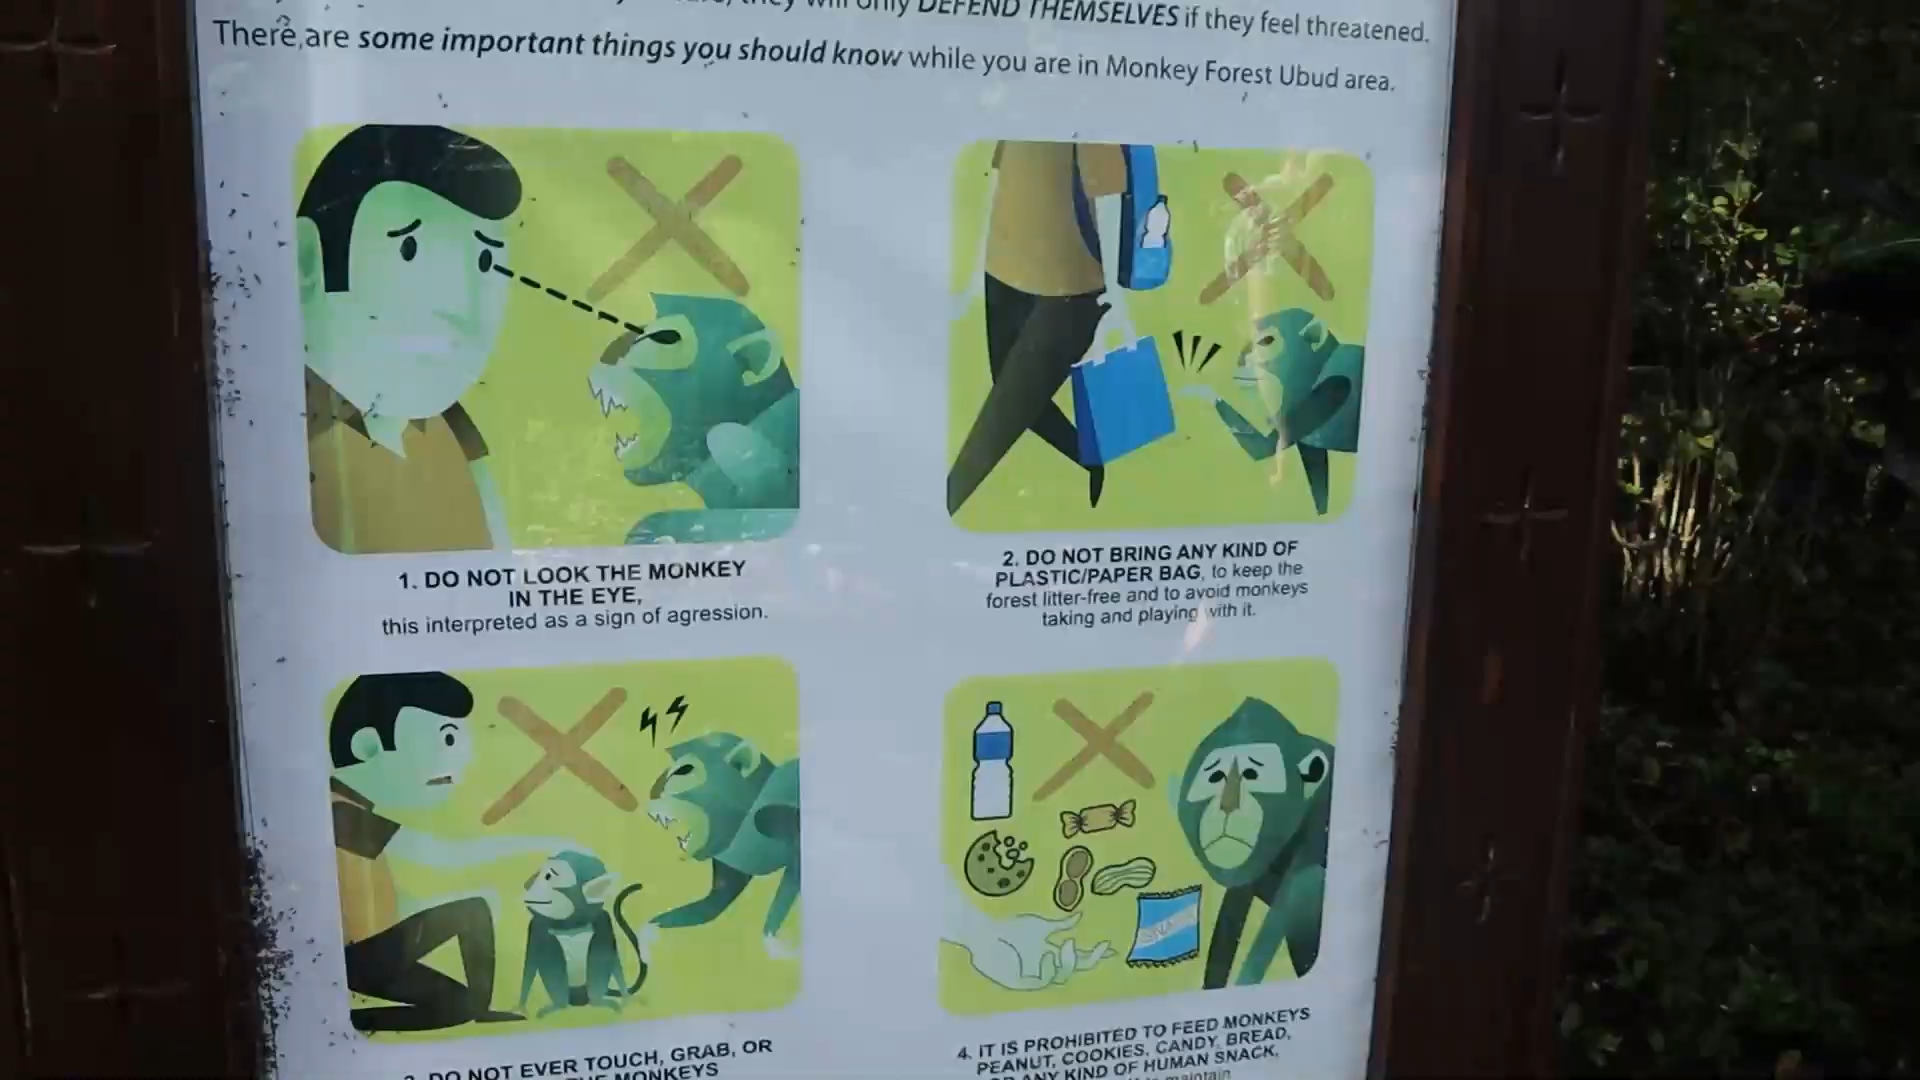 they will only DEFEND THEMSELVES if they feel threatened.
There are some important things you should know while you are in Monkey Forest Ubud area.
1. DO NOT LOOK THE MONKEY
IN THE EYE,
this interpreted as a sign of agression.
2. DO NOT BRING ANY KIND OF
PLASTIC/PAPER BAG, to keep the
forest litter-free and to avoid monkeys
taking and playing with it.
DO NOT EVER TOUCH, GRAB, OR
MONKEYS
4. IT IS PROHIBITED TO FEED MONKEYS
PEANUT, COOKIES, CANDY, BREAD,
ANY KIND OF HUMAN SNACK,
maintain